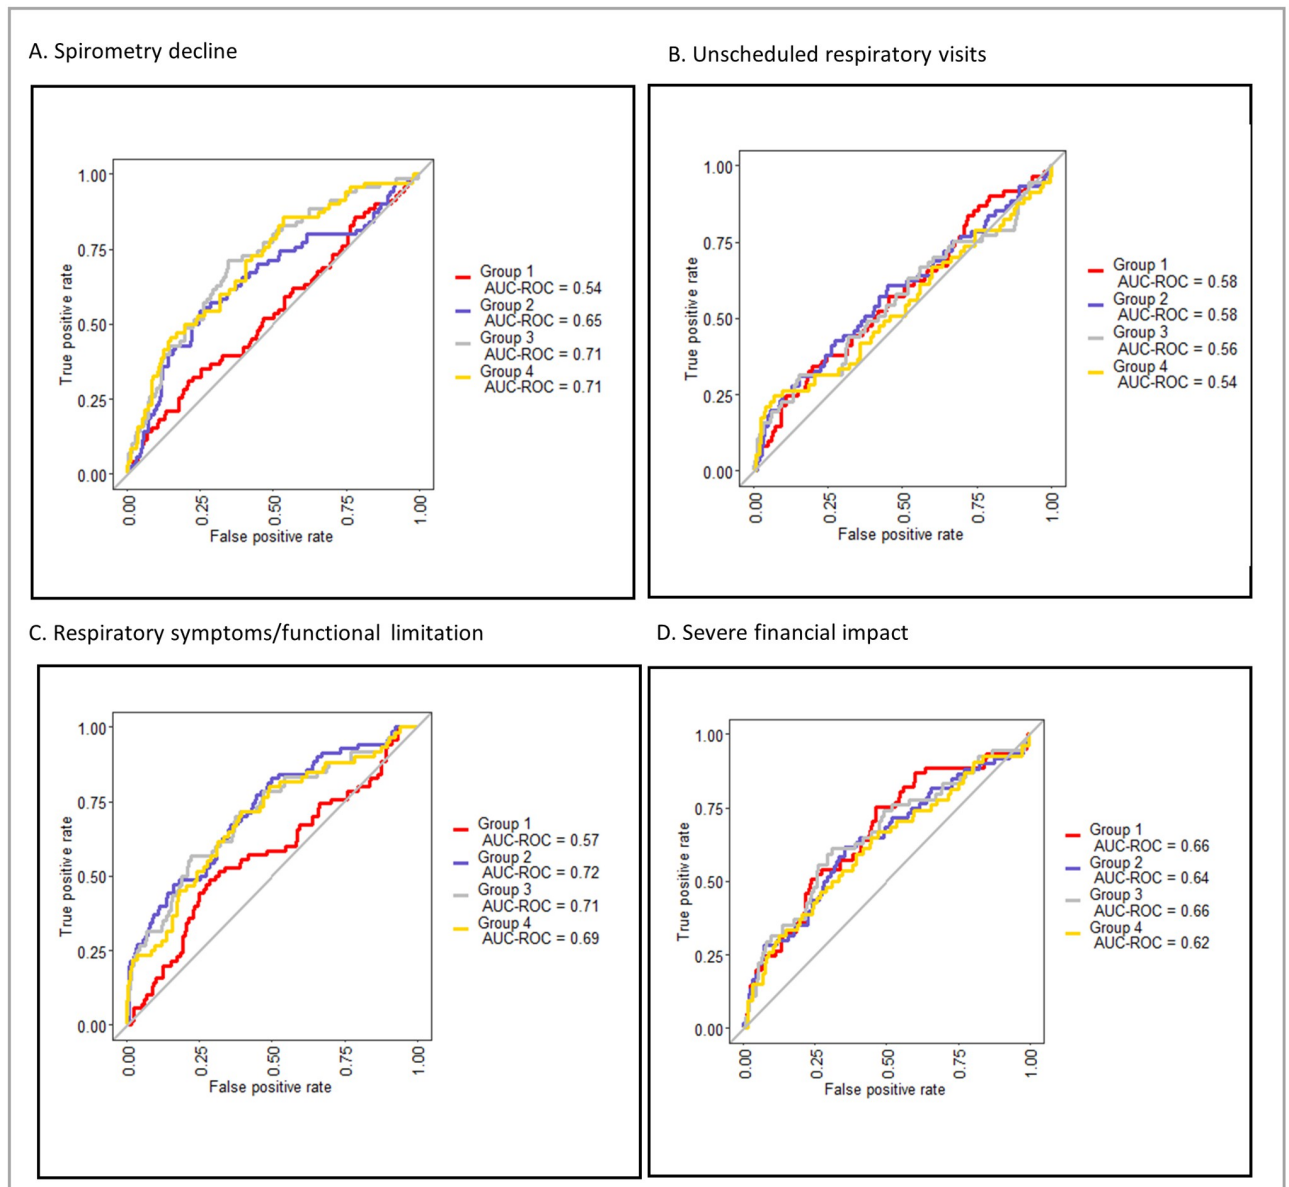 A. Spirometry decline
B. Unscheduled respiratory visits
True positive rate
1.00
0.75
0.50
0.25
0.00
0.00
0.25
0.50
0.75
1.00
False positive rate
Group 1
AUC-ROC = 0.54
Group 2
AUC-ROC = 0.65
Group 3
AUC-ROC = 0.71
Group 4
AUC-ROC = 0.71
True positive rate
1.00
0.75
0.50
0.25
0.00
0.00
0.25
0.50
0.75
1.00
False positive rate
Group 1
AUC-ROC = 0.58
Group 2
AUC-ROC = 0.58
Group 3
AUC-ROC = 0.56
Group 4
AUC-ROC = 0.54
C. Respiratory symptoms/functional limitation
D. Severe financial impact
True positive rate
1.00
0.75
0.50
0.25
0.00
0.00
0.25
0.50
0.75
1.00
False positive rate
Group 1
AUC-ROC = 0.57
Group 2
AUC-ROC = 0.72
Group 3
AUC-ROC = 0.71
Group 4
AUC-ROC = 0.69
True positive rate
1.00
0.75
0.50
0.25
0.00
0.00
0.25
0.50
0.75
1.00
False positive rate
Group 1
AUC-ROC = 0.66
Group 2
AUC-ROC = 0.64
Group 3
AUC-ROC = 0.66
Group 4
AUC-ROC = 0.62